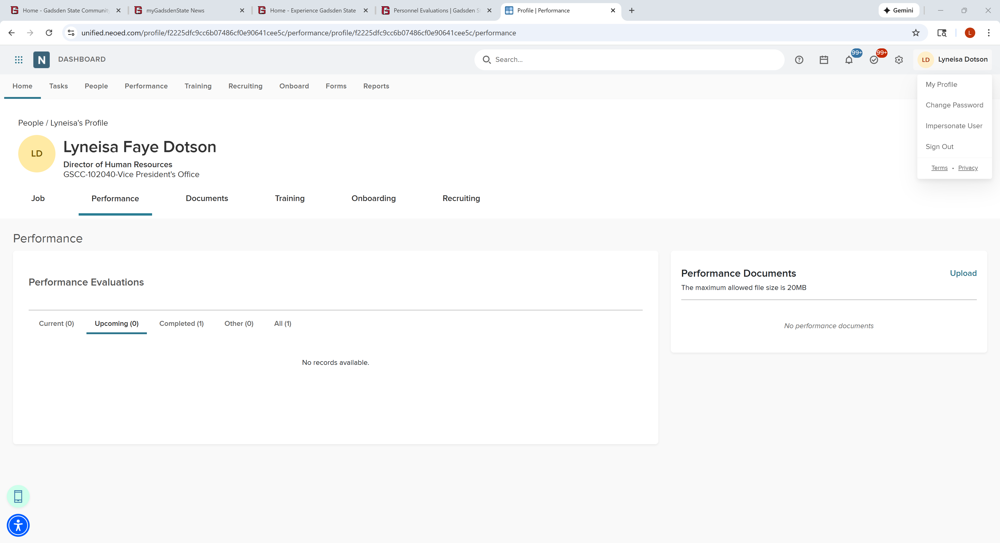 Home - Gadsden State Community
myGadsdenState News
Home - Experience Gadsden State
Personnel Evaluations | Gadsden S
Profile | Performance
Gemini
unified.neoed.com/profile/f2225dfc9cc6b07486cf0e90641cee5c/performance/profile/f2225dfc9cc6b07486cf0e90641cee5c/performance
L
N
DASHBOARD
Search...
99+
99+
LD
Lyneisa Dotson
Home
Tasks
People
Performance
Training
Recruiting
Onboard
Forms
Reports
My Profile
Change Password
Impersonate User
Sign Out
Terms • Privacy
People / Lyneisa's Profile
LD
Lyneisa Faye Dotson
Director of Human Resources
GSCC-102040-Vice President's Office
Job
Performance
Documents
Training
Onboarding
Recruiting
Performance
Performance Evaluations
Current (0)
Upcoming (0)
Completed (1)
Other (0)
All (1)
No records available.
Performance Documents
Upload
The maximum allowed file size is 20MB
No performance documents